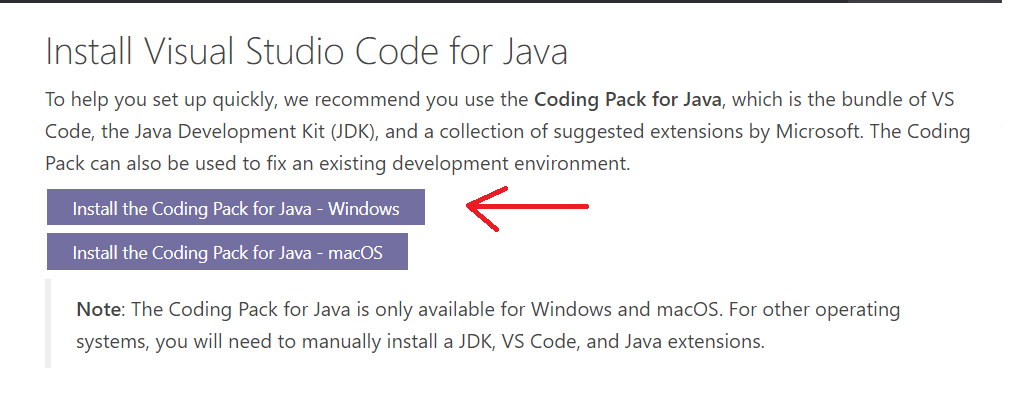 Install Visual Studio Code for Java
To help you set up quickly, we recommend you use the Coding Pack for Java, which is the bundle of VS
Code, the Java Development Kit (JDK), and a collection of suggested extensions by Microsoft. The Coding
Pack can also be used to fix an existing development environment.
Install the Coding Pack for Java - Windows
Install the Coding Pack for Java - macOS
Note: The Coding Pack for Java is only available for Windows and macOS. For other operating
systems, you will need to manually install a JDK, VS Code, and Java extensions.